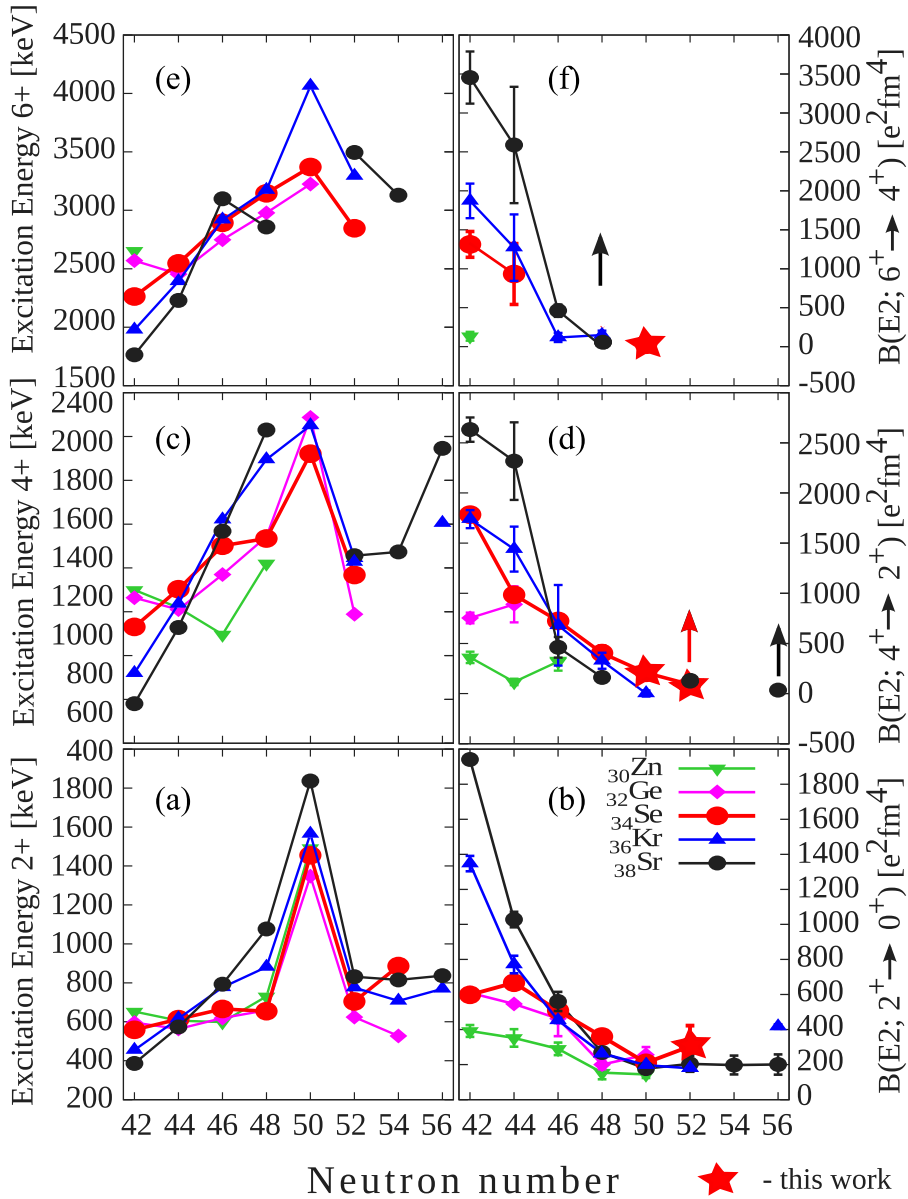 Excitation Energy 6+ [keV]
4500
4000
3500
3000
2500
2000
1500
(e)
(f)
4000
3500
3000
2500
2000
1500
1000
500
0
-500
B(E2; 6⁺→ 4⁺) [e²fm⁴]
Excitation Energy 4+ [keV]
2400
2000
1800
1600
1400
1200
1000
800
600
400
(c)
(d)
2500
2000
1500
1000
500
0
-500
B(E2; 4⁺→ 2⁺) [e²fm⁴]
Excitation Energy 2+ [keV]
1800
1600
1400
1200
1000
800
600
400
200
(a)
(b)
₃₀Zn
₃₂Ge
₃₄Se
₃₆Kr
₃₈Sr
1800
1600
1400
1200
1000
800
600
400
200
0
B(E2; 2⁺→ 0⁺) [e²fm⁴]
42 44 46 48 50 52 54 56 42 44 46 48 50 52 54 56
Neutron number
- this work